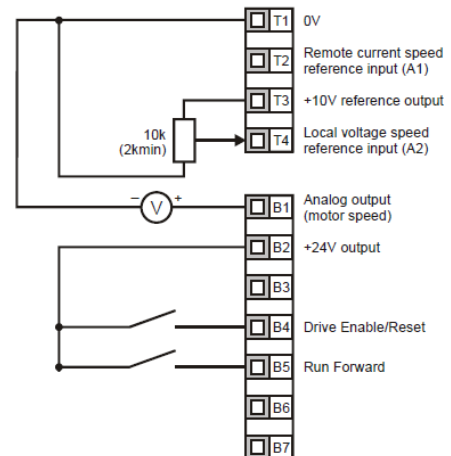 T1 0V
T2 Remote current speed
reference input (A1)
T3 +10V reference output
10k
(2kmin)
T4 Local voltage speed
reference input (A2)
− V +
B1 Analog output
(motor speed)
B2 +24V output
B3
B4 Drive Enable/Reset
B5 Run Forward
B6
B7